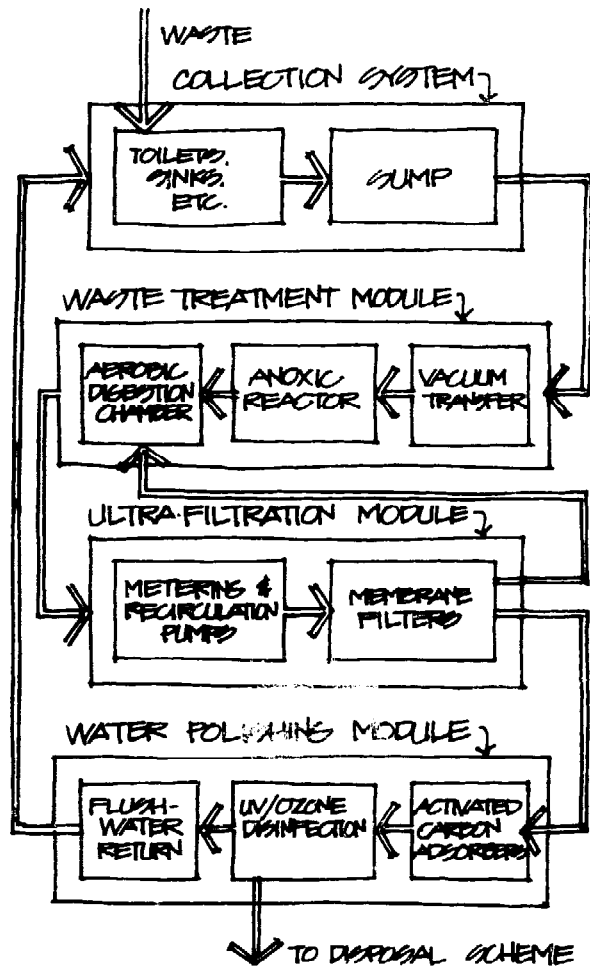 WASTE
COLLECTION SYSTEM
TOILETS,
SINKS,
ETC.
SUMP
WASTE TREATMENT MODULE
AEROBIC
DIGESTION
CHAMBER
ANOXIC
REACTOR
VACUUM
TRANSFER
ULTRA-FILTRATION MODULE
METERING &
RECIRCULATION
PUMPS
MEMBRANE
FILTERS
WATER POLISHING MODULE
FLUSH-
WATER
RETURN
UV/OZONE
DISINFECTION
ACTIVATED
CARBON
ADSORBERS
TO DISPOSAL SCHEME